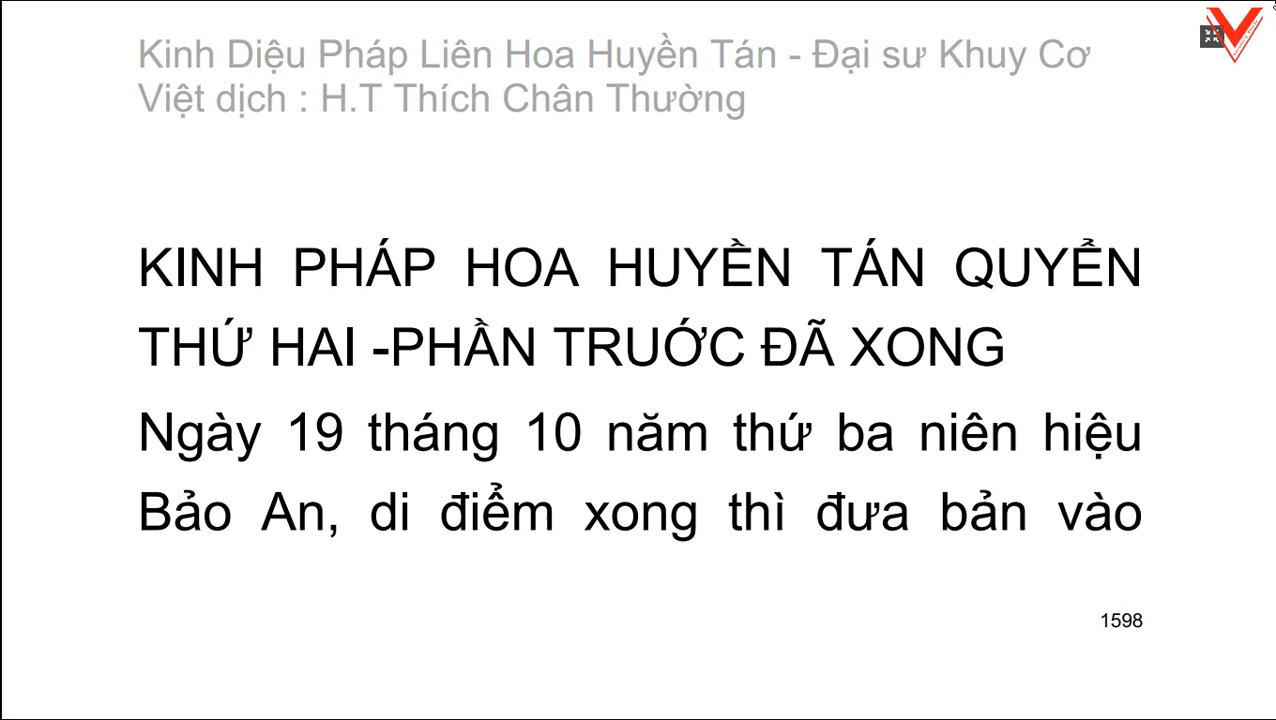 Kinh Diệu Pháp Liên Hoa Huyền Tán - Đại sư Khuy Cơ
Việt dịch : H.T Thích Chân Thường
KINH PHÁP HOA HUYỀN TÁN QUYỂN
THỨ HAI -PHẦN TRUỚC ĐÃ XONG
Ngày 19 tháng 10 năm thứ ba niên hiệu
Bảo An, di điểm xong thì đưa bản vào
1598